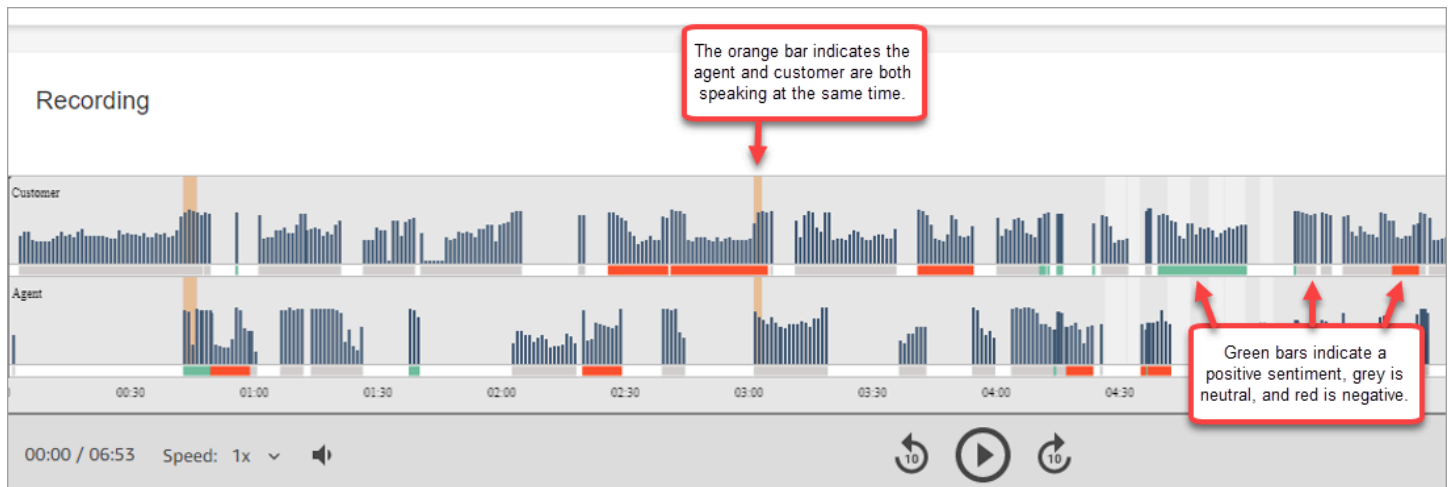 The orange bar indicates the
agent and customer are both
speaking at the same time.
Recording
Customer
Agent
Green bars indicate a
positive sentiment, grey is
neutral, and red is negative.
00:30 01:00 01:30 02:00 02:30 03:00 03:30 04:00 04:30
00:00 / 06:53 Speed: 1x
10 10